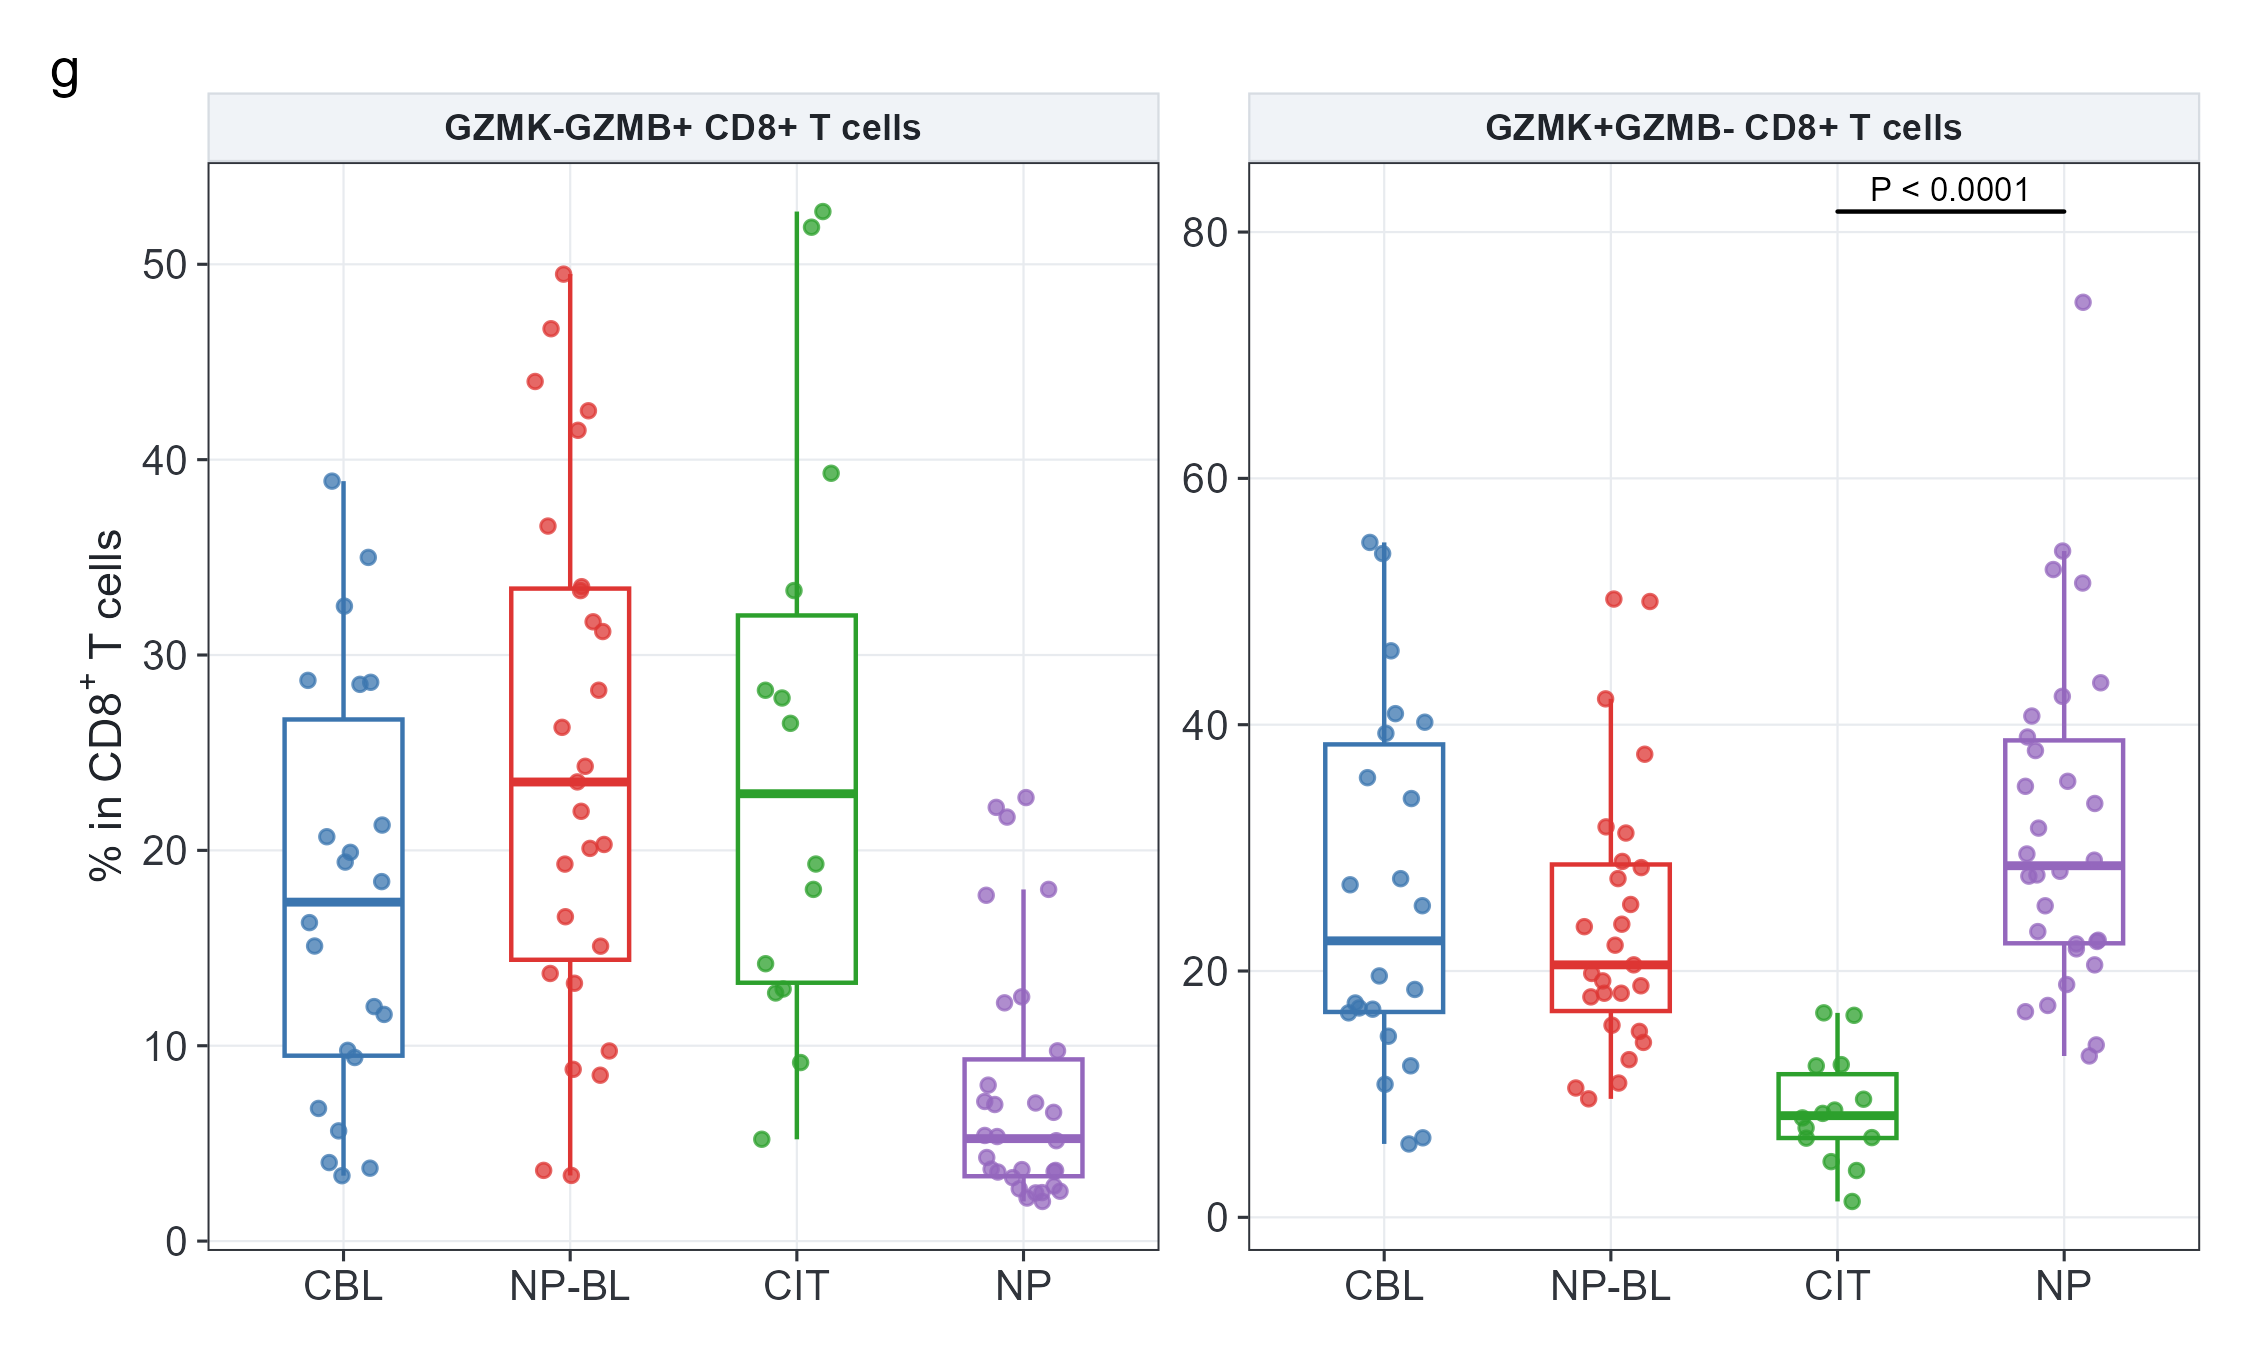 g
GZMK-GZMB+ CD8+ T cells
GZMK+GZMB- CD8+ T cells
P < 0.0001
% in CD8⁺ T cells
50
40
30
20
10
0
80
60
40
20
0
CBL
NP-BL
CIT
NP
CBL
NP-BL
CIT
NP